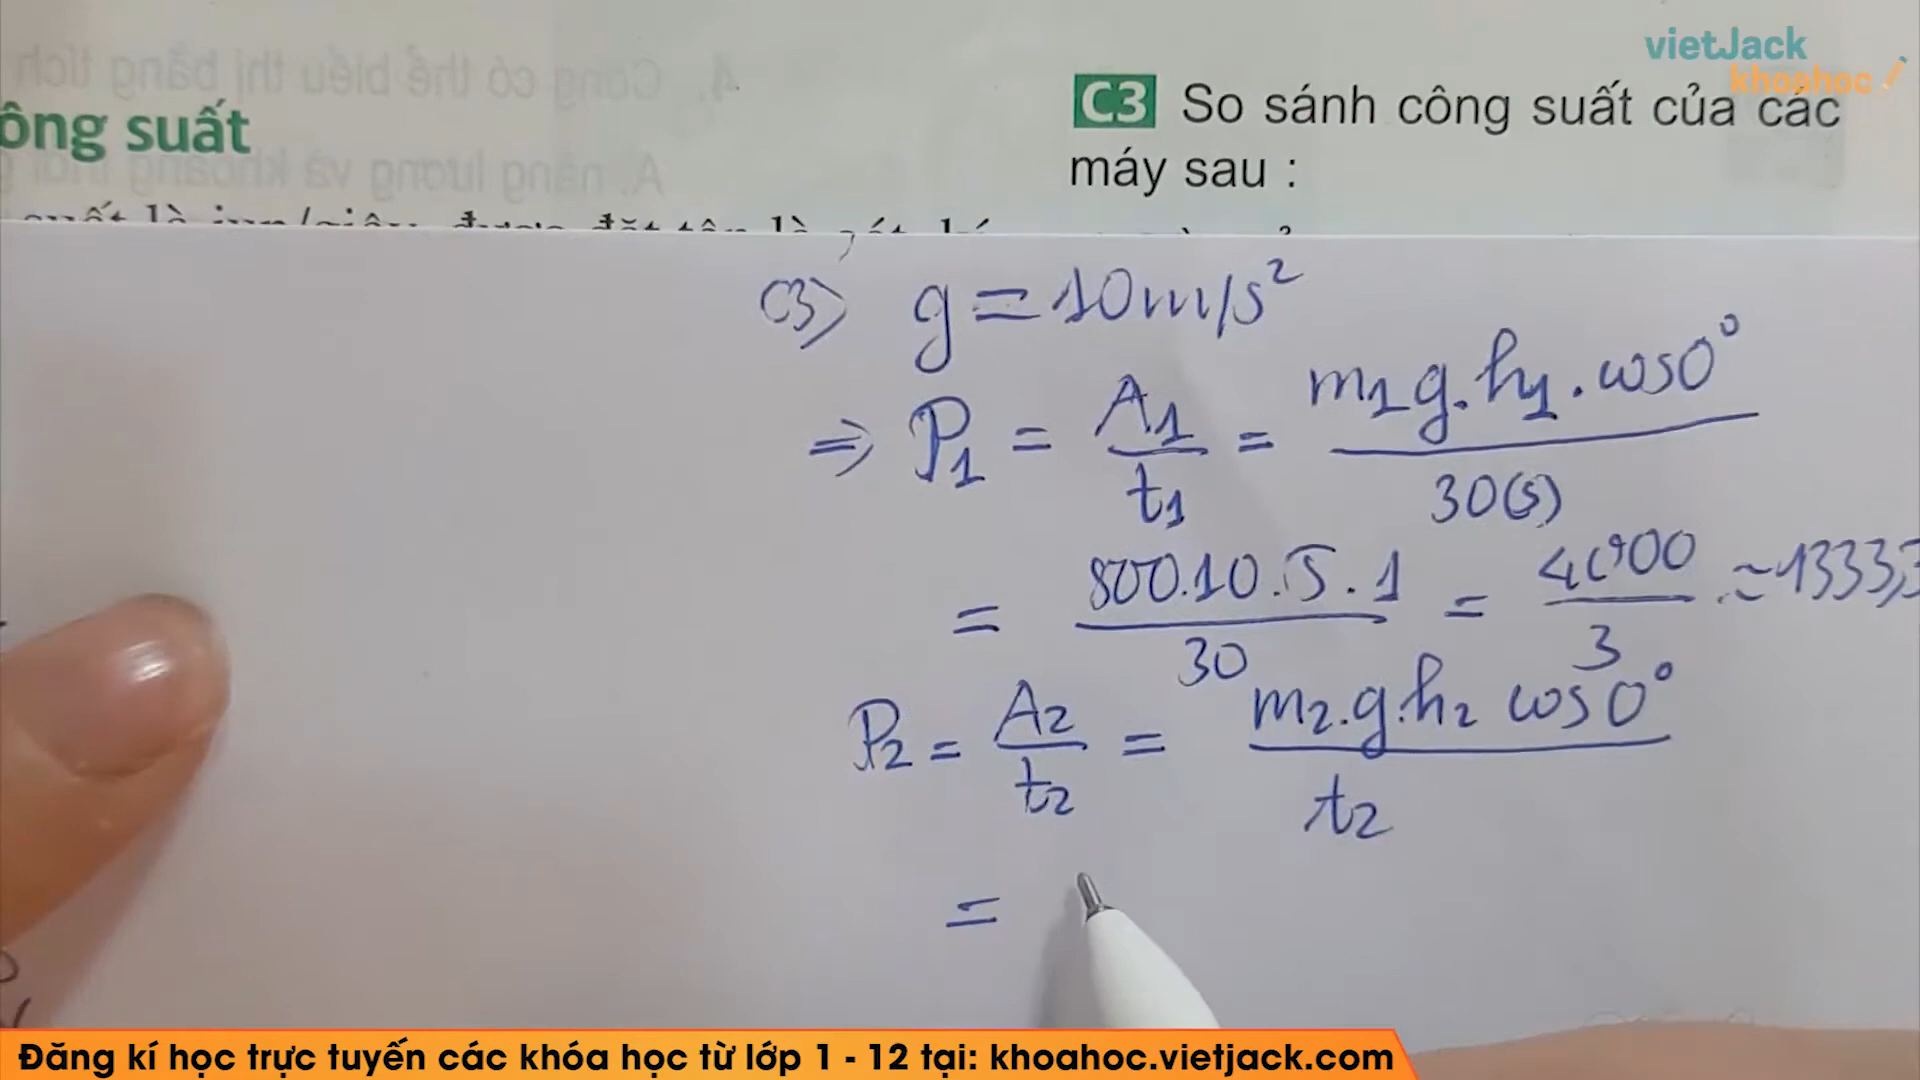 vietJack
khoahoc
ông suất
C3 So sánh công suất của các
máy sau :
C3) g = 10m/s²
⇒ P₁ = A₁/t₁ = m₁g.h₁.cos0°/30(s)
= 800.10.5.1/30 = 4000/3 ≈ 1333,3
P₂ = A₂/t₂ = m₂.g.h₂ cos0°/t₂
=
Đăng kí học trực tuyến các khóa học từ lớp 1 - 12 tại: khoahoc.vietjack.com